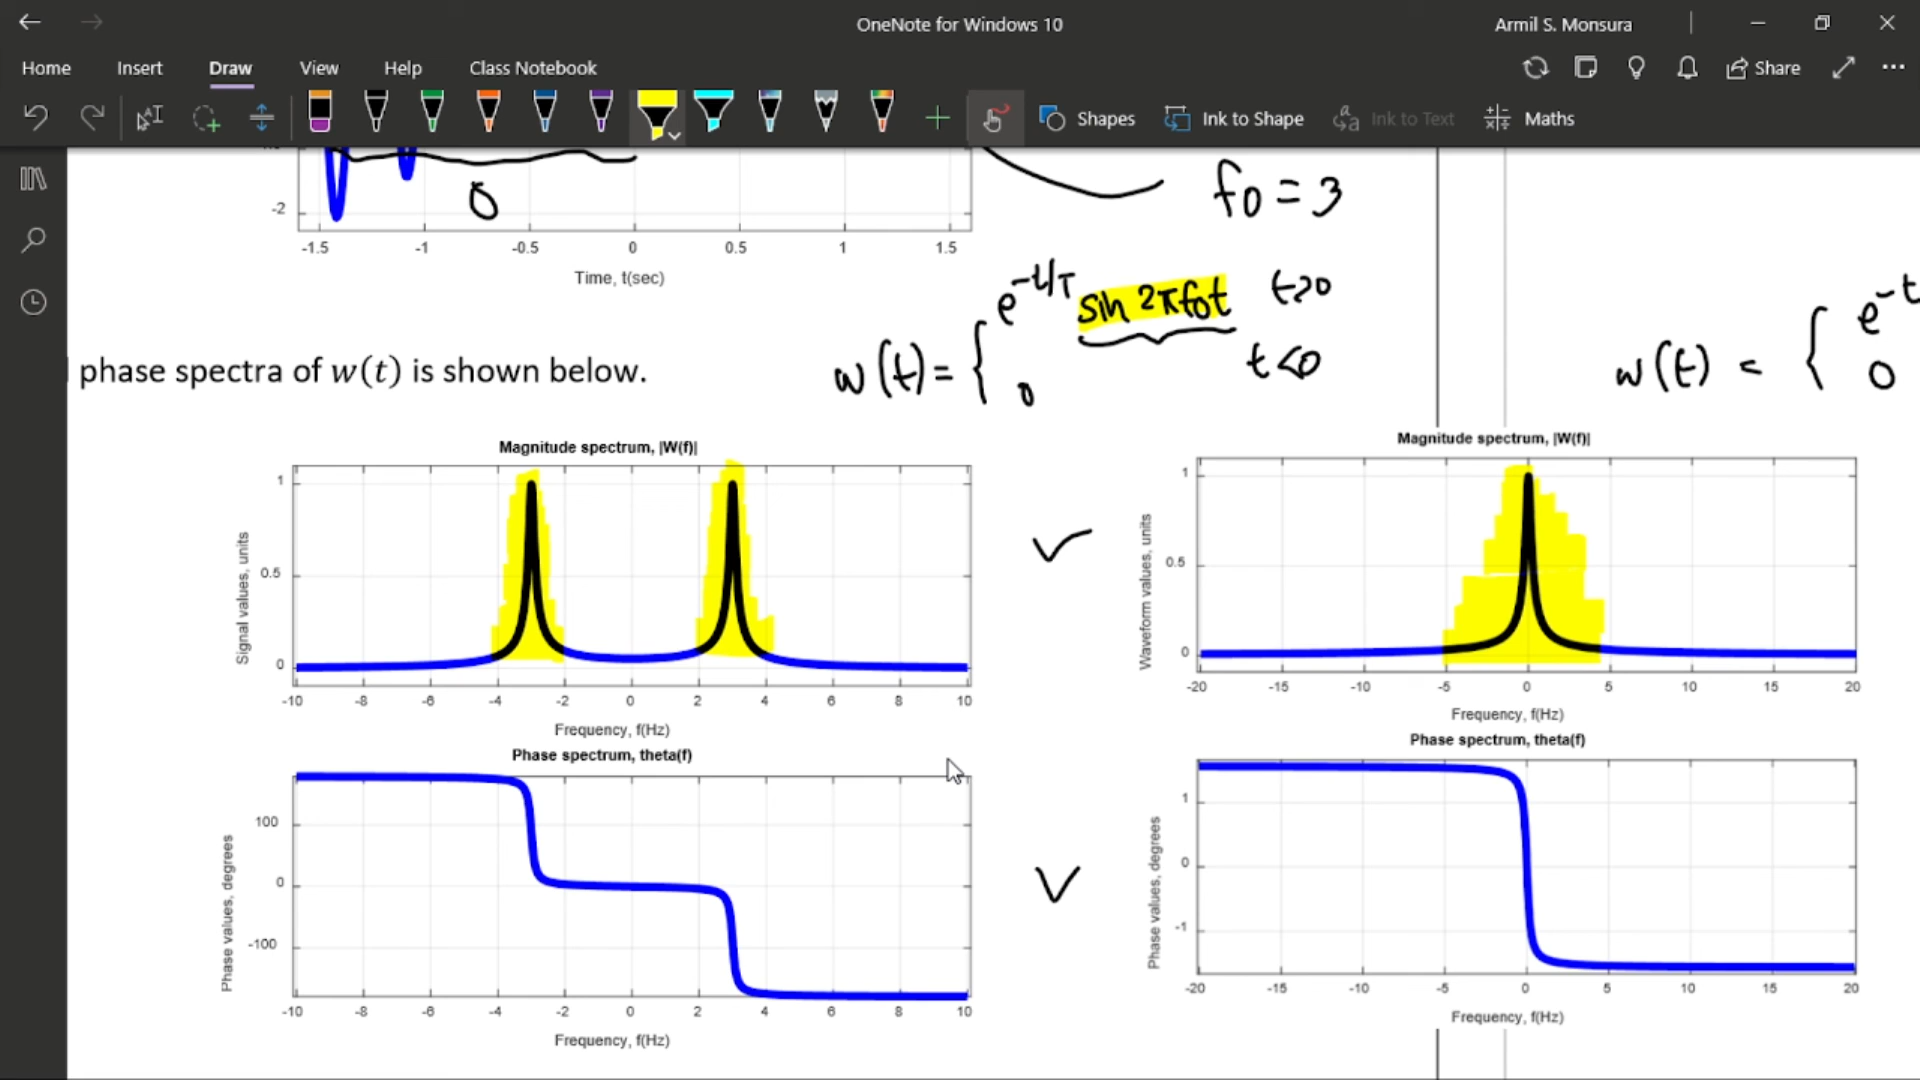 OneNote for Windows 10
Armil S. Monsura
Home Insert Draw View Help Class Notebook
Share
Shapes Ink to Shape Ink to Text Maths
0
-2
-1.5 -1 -0.5 0 0.5 1 1.5
Time, t(sec)
f0 = 3
phase spectra of w(t) is shown below.
w(t) = { e^-t/T sin 2πf0t t>0
0 t<0
w(t) = { e^-t
0
Magnitude spectrum, |W(f)|
Signal values, units
1
0.5
0
-10 -8 -6 -4 -2 0 2 4 6 8 10
Frequency, f(Hz)
Phase spectrum, theta(f)
Phase values, degrees
100
0
-100
-10 -8 -6 -4 -2 0 2 4 6 8 10
Frequency, f(Hz)
Magnitude spectrum, |W(f)|
Waveform values, units
1
0.5
0
-20 -15 -10 -5 0 5 10 15 20
Frequency, f(Hz)
Phase spectrum, theta(f)
Phase values, degrees
1
0
-1
-20 -15 -10 -5 0 5 10 15 20
Frequency, f(Hz)